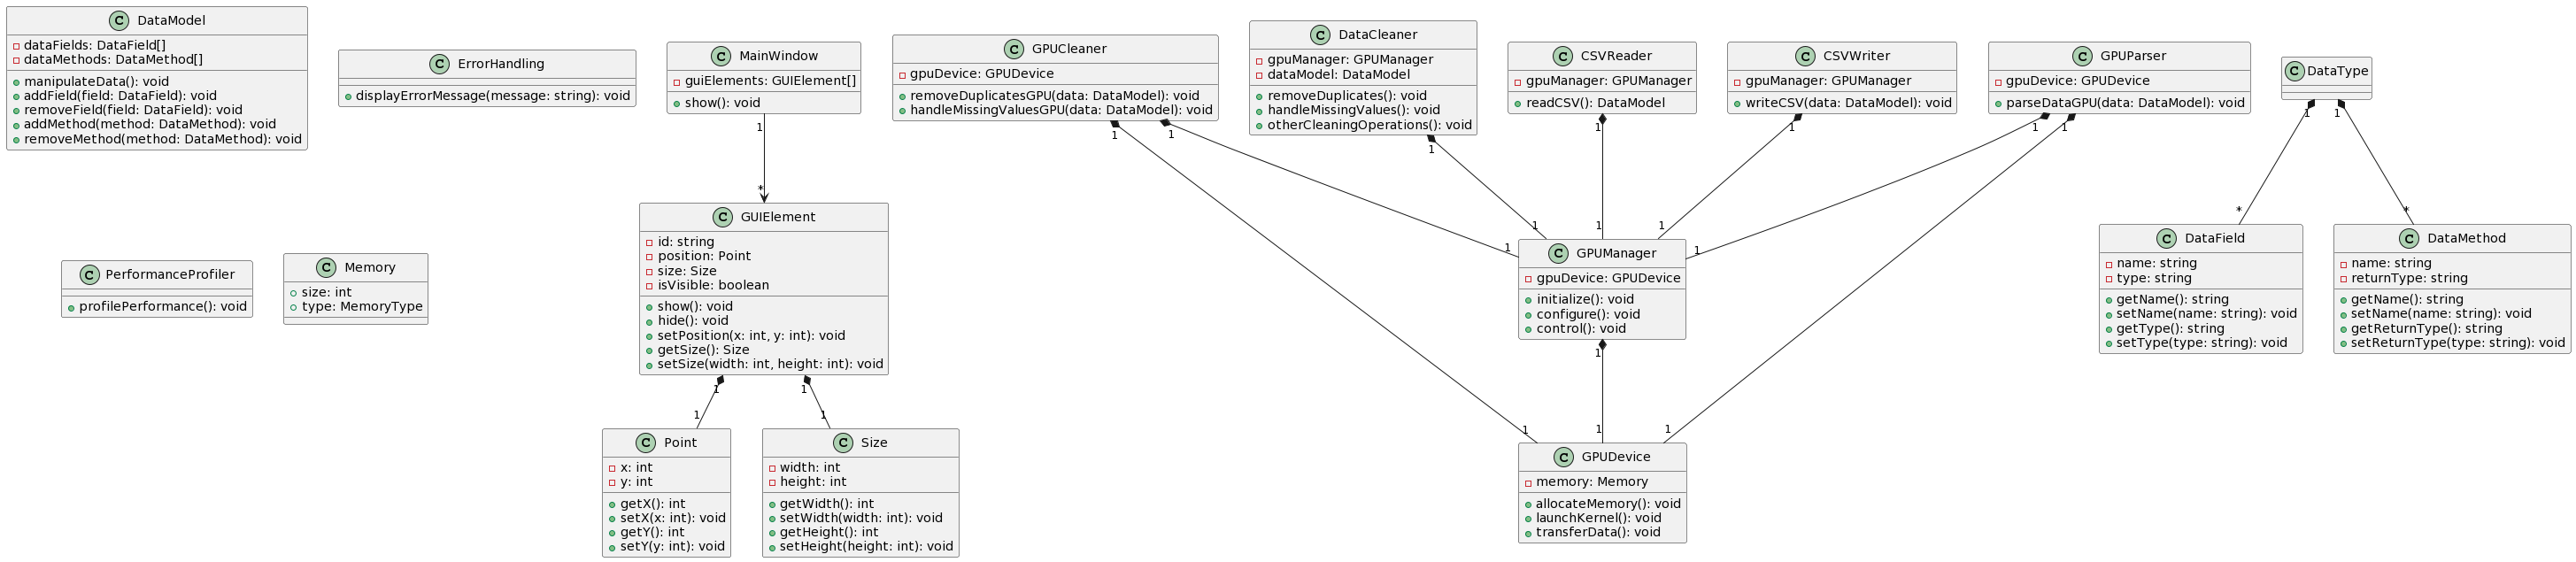 C DataModel
dataFields: DataField[]
dataMethods: DataMethod[]
manipulateData(): void
addField(field: DataField): void
removeField(field: DataField): void
addMethod(method: DataMethod): void
removeMethod(method: DataMethod): void
C ErrorHandling
displayErrorMessage(message: string): void
C MainWindow
guiElements: GUIElement[]
show(): void
C GPUCleaner
gpuDevice: GPUDevice
removeDuplicatesGPU(data: DataModel): void
handleMissingValuesGPU(data: DataModel): void
C DataCleaner
gpuManager: GPUManager
dataModel: DataModel
removeDuplicates(): void
handleMissingValues(): void
otherCleaningOperations(): void
C CSVReader
gpuManager: GPUManager
readCSV(): DataModel
C CSVWriter
gpuManager: GPUManager
writeCSV(data: DataModel): void
C GPUParser
gpuDevice: GPUDevice
parseDataGPU(data: DataModel): void
C DataType
1
1
1
1
1
1
1
1
1
1
*
1
1
1
1
1
*
*
C PerformanceProfiler
profilePerformance(): void
C Memory
size: int
type: MemoryType
C GUIElement
id: string
position: Point
size: Size
isVisible: boolean
show(): void
hide(): void
setPosition(x: int, y: int): void
getSize(): Size
setSize(width: int, height: int): void
C GPUManager
gpuDevice: GPUDevice
initialize(): void
configure(): void
control(): void
C DataField
name: string
type: string
getName(): string
setName(name: string): void
getType(): string
setType(type: string): void
C DataMethod
name: string
returnType: string
getName(): string
setName(name: string): void
getReturnType(): string
setReturnType(type: string): void
1
1
1
1
1
1
1
1
C Point
x: int
y: int
getX(): int
setX(x: int): void
getY(): int
setY(y: int): void
C Size
width: int
height: int
getWidth(): int
setWidth(width: int): void
getHeight(): int
setHeight(height: int): void
C GPUDevice
memory: Memory
allocateMemory(): void
launchKernel(): void
transferData(): void